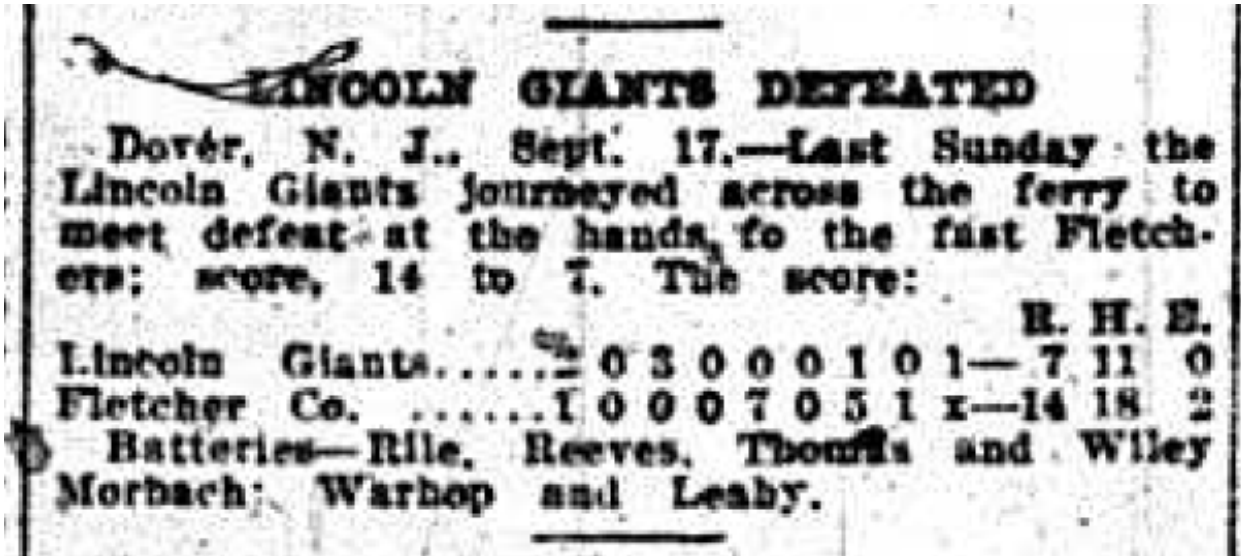 LINCOLN GIANTS DEFEATED
Dover, N. J., Sept. 17.—Last Sunday the
Lincoln Giants journeyed across the ferry to
meet defeat at the hands, fo the fast Fletch-
ers; score, 14 to 7. The score:
R. H. E.
Lincoln Giants...... 0 3 0 0 0 1 0 1— 7 11 0
Fletcher Co. ......1 0 0 0 7 0 5 1 x—14 18 2
Batteries—Rile, Reeves, Thomas and Wiley
Morbach; Warhop and Leahy.